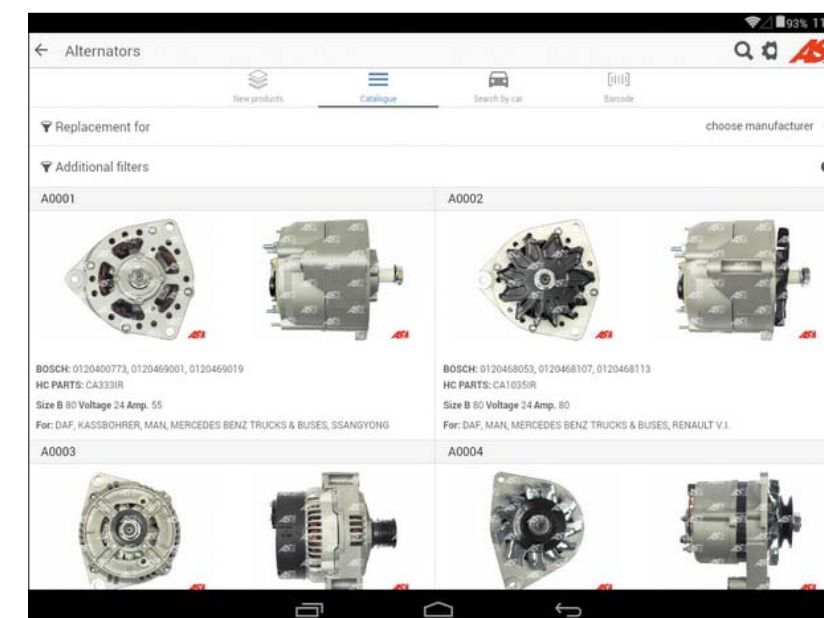 93% 11
Alternators
AS
New products
Catalogue
Search by car
Barcode
Replacement for
choose manufacturer
Additional filters
A0001
A0002
BOSCH: 0120400773, 0120469001, 0120469019
HC PARTS: CA333IR
Size B 80 Voltage 24 Amp. 55
For: DAF, KASSBOHRER, MAN, MERCEDES BENZ TRUCKS & BUSES, SSANGYONG
BOSCH: 0120468053, 0120468107, 0120468113
HC PARTS: CA1035IR
Size B 80 Voltage 24 Amp. 80
For: DAF, MAN, MERCEDES BENZ TRUCKS & BUSES, RENAULT V.I.
A0003
A0004